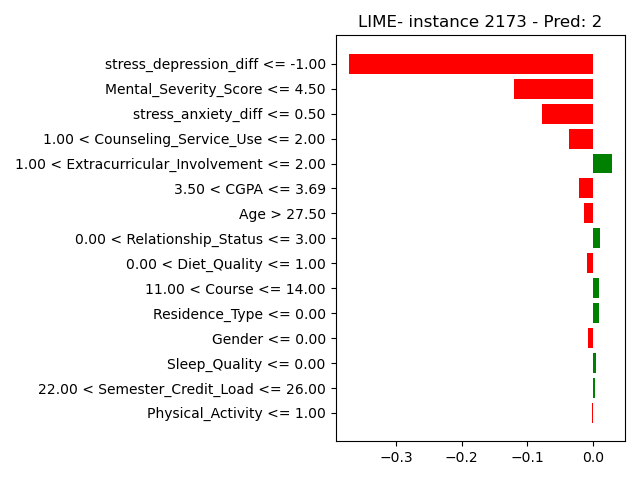 LIME- instance 2173 - Pred: 2
stress_depression_diff <= -1.00
Mental_Severity_Score <= 4.50
stress_anxiety_diff <= 0.50
1.00 < Counseling_Service_Use <= 2.00
1.00 < Extracurricular_Involvement <= 2.00
3.50 < CGPA <= 3.69
Age > 27.50
0.00 < Relationship_Status <= 3.00
0.00 < Diet_Quality <= 1.00
11.00 < Course <= 14.00
Residence_Type <= 0.00
Gender <= 0.00
Sleep_Quality <= 0.00
22.00 < Semester_Credit_Load <= 26.00
Physical_Activity <= 1.00
−0.3 −0.2 −0.1 0.0